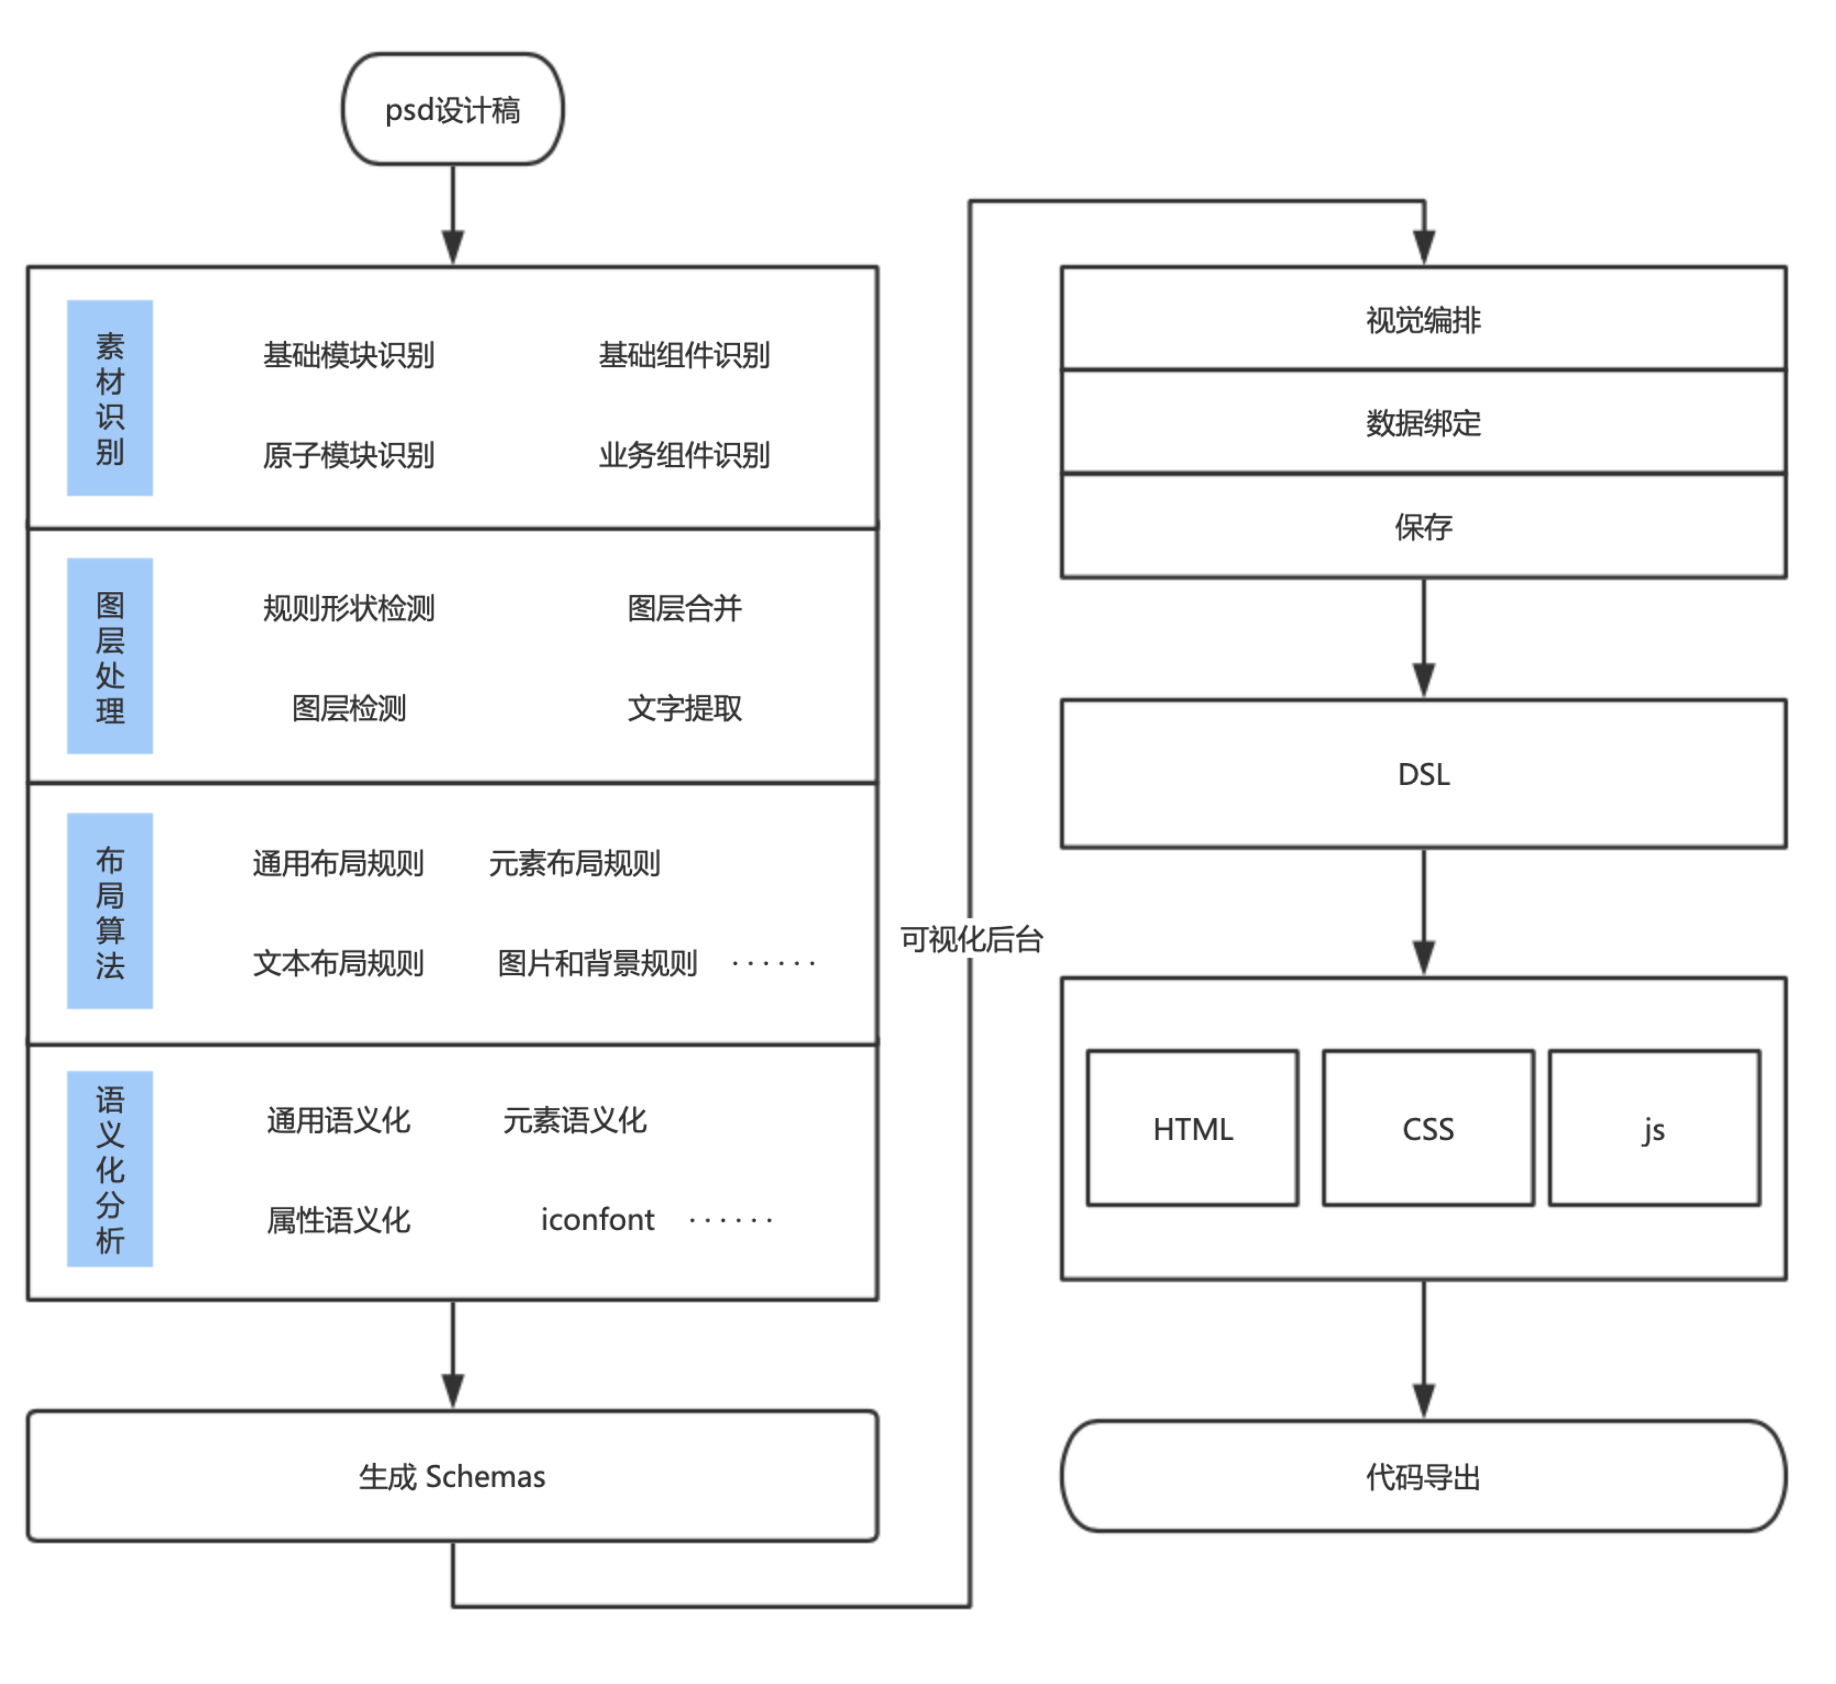 psd设计稿
素材识别
基础模块识别 基础组件识别
原子模块识别 业务组件识别
图层处理
规则形状检测 图层合并
图层检测 文字提取
布局算法
通用布局规则 元素布局规则
文本布局规则 图片和背景规则 ······
语义化分析
通用语义化 元素语义化
属性语义化 iconfont ······
生成 Schemas
可视化后台
视觉编排
数据绑定
保存
DSL
HTML CSS js
代码导出